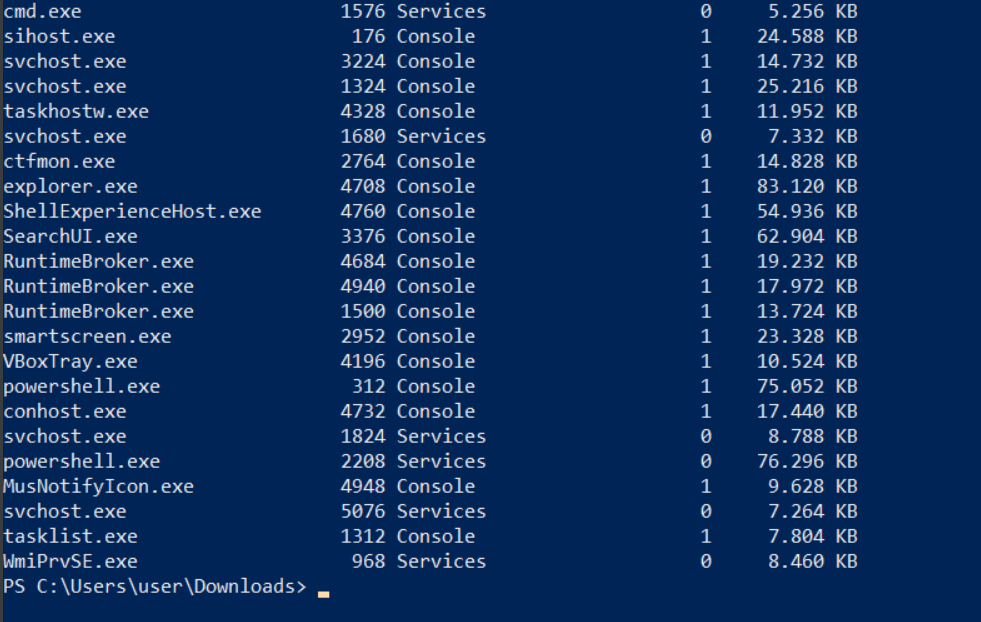 cmd.exe 1576 Services 0 5.256 KB
sihost.exe 176 Console 1 24.588 KB
svchost.exe 3224 Console 1 14.732 KB
svchost.exe 1324 Console 1 25.216 KB
taskhostw.exe 4328 Console 1 11.952 KB
svchost.exe 1680 Services 0 7.332 KB
ctfmon.exe 2764 Console 1 14.828 KB
explorer.exe 4708 Console 1 83.120 KB
ShellExperienceHost.exe 4760 Console 1 54.936 KB
SearchUI.exe 3376 Console 1 62.904 KB
RuntimeBroker.exe 4684 Console 1 19.232 KB
RuntimeBroker.exe 4940 Console 1 17.972 KB
RuntimeBroker.exe 1500 Console 1 13.724 KB
smartscreen.exe 2952 Console 1 23.328 KB
VBoxTray.exe 4196 Console 1 10.524 KB
powershell.exe 312 Console 1 75.052 KB
conhost.exe 4732 Console 1 17.440 KB
svchost.exe 1824 Services 0 8.788 KB
powershell.exe 2208 Services 0 76.296 KB
MusNotifyIcon.exe 4948 Console 1 9.628 KB
svchost.exe 5076 Services 0 7.264 KB
tasklist.exe 1312 Console 1 7.804 KB
WmiPrvSE.exe 968 Services 0 8.460 KB
PS C:\Users\user\Downloads>